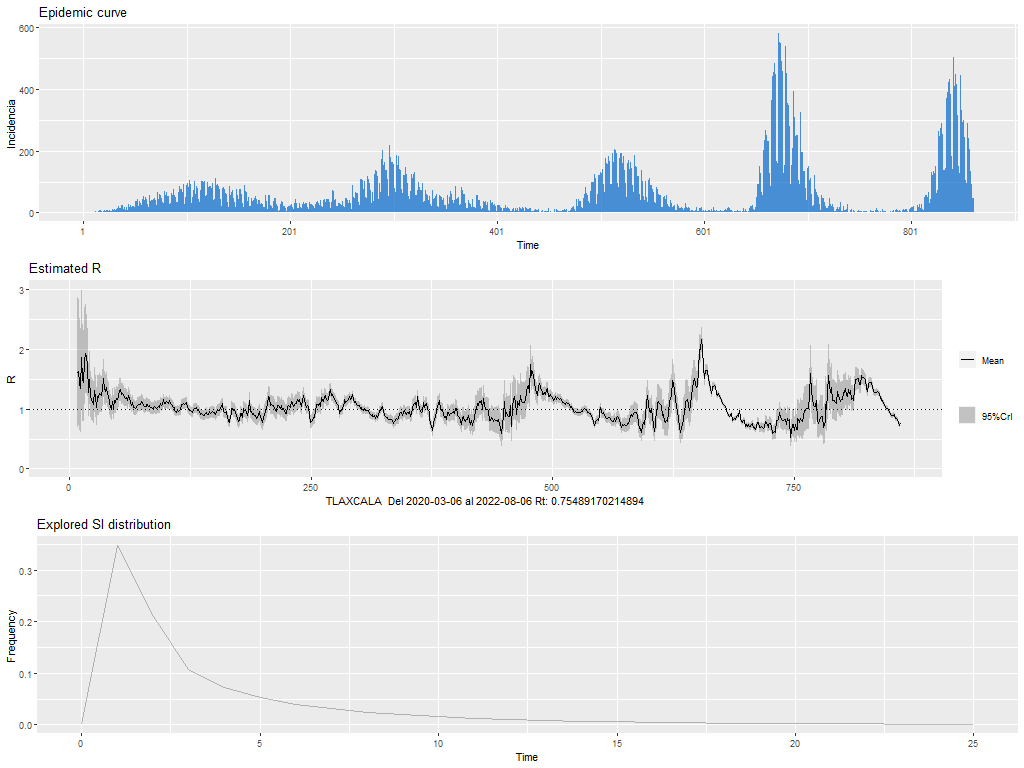 Epidemic curve
Incidencia
600
400
200
0
1
201
401
601
801
Time
Estimated R
R
3
2
1
0
0
250
500
750
Mean
95%CrI
TLAXCALA Del 2020-03-06 al 2022-08-06 Rt: 0.75489170214894
Explored SI distribution
Frequency
0.3
0.2
0.1
0.0
0
5
10
15
20
25
Time